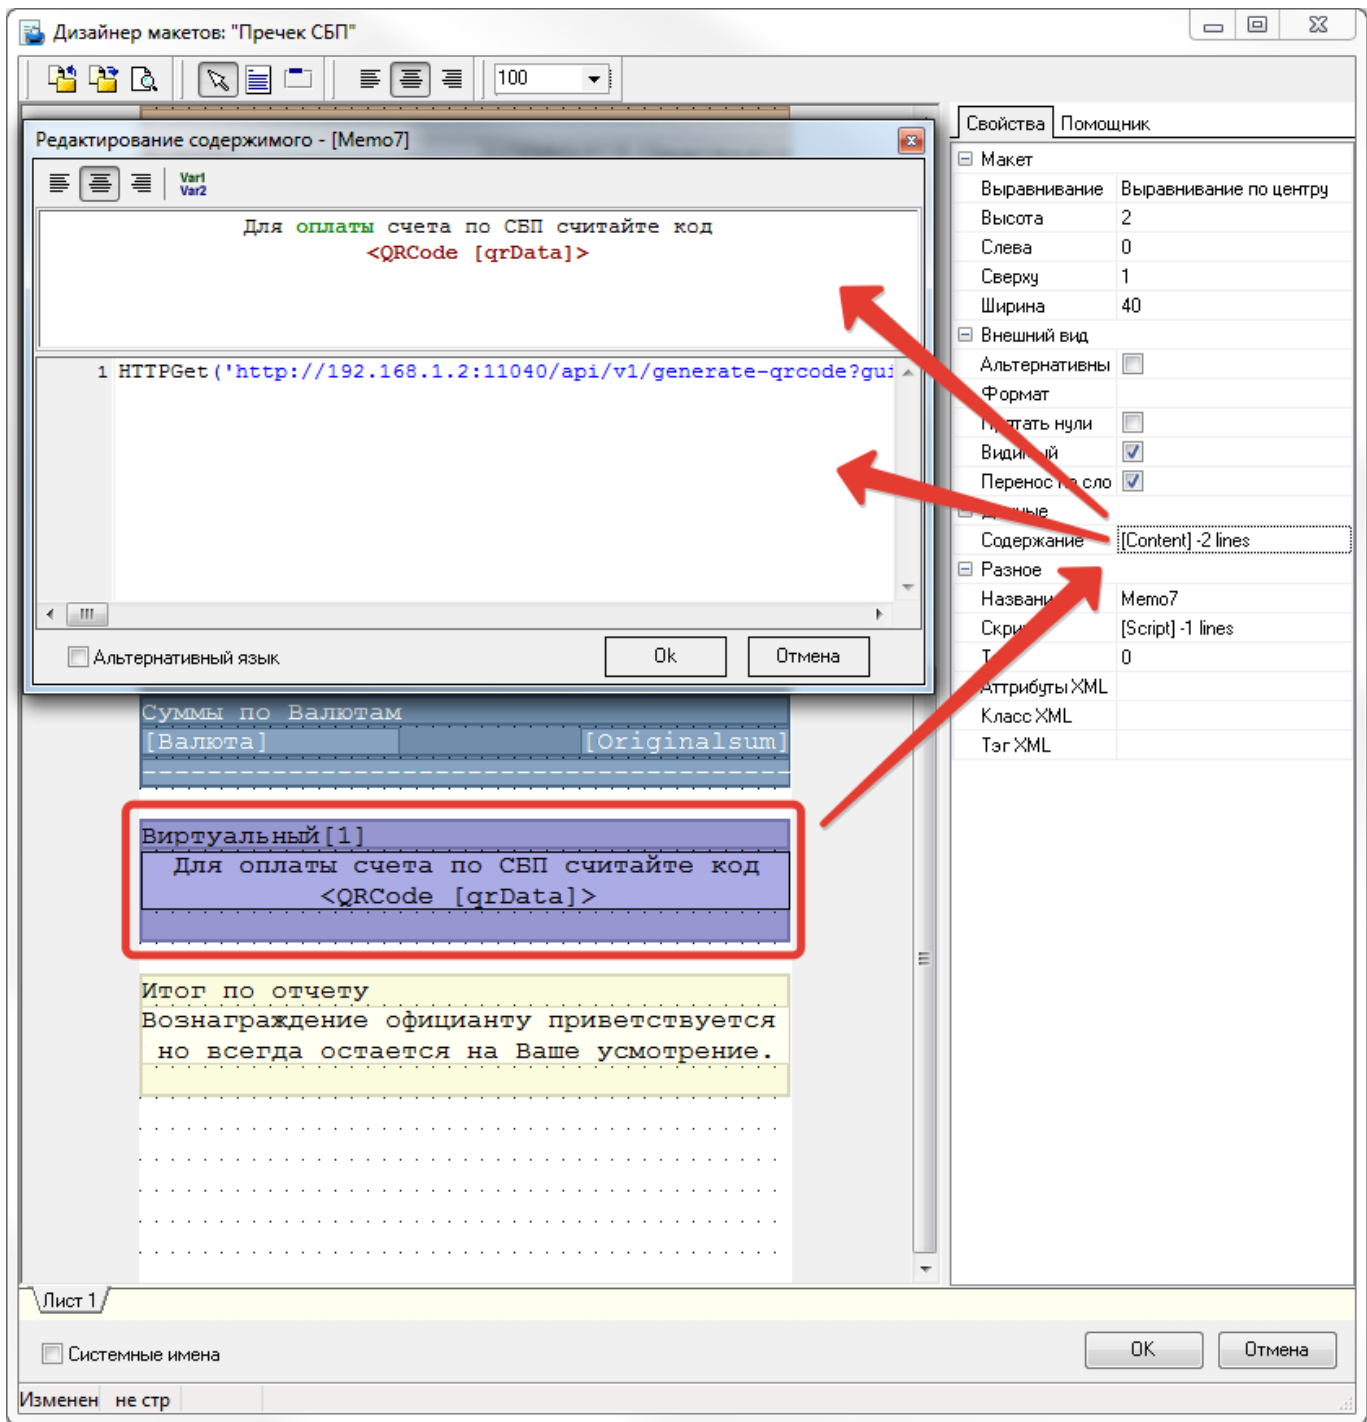 Дизайнер макетов: "Пречек СБП"
100
Редактирование содержимого - [Memo7]
Var1
Var2
Для оплаты счета по СБП считайте код
<QRCode [qrData]>
1 HTTPGet('http://192.168.1.2:11040/api/v1/generate-qrcode?gui
Альтернативный язык
Ok
Отмена
Суммы по Валютам
[Валюта] [Originalsum]
Виртуальный[1]
Для оплаты счета по СБП считайте код
<QRCode [qrData]>
Итог по отчету
Вознаграждение официанту приветствуется
но всегда остается на Ваше усмотрение.
Лист 1
Системные имена
OK
Отмена
Изменен не стр
Свойства Помощник
Макет
Выравнивание Выравнивание по центру
Высота 2
Слева 0
Сверху 1
Ширина 40
Внешний вид
Альтернативны
Формат
нули
Перенос сло
Содержание [Content] -2 lines
Разное
Memo7
[Script] -1 lines
0
Аттрибуты XML
Класс XML
Тэг XML